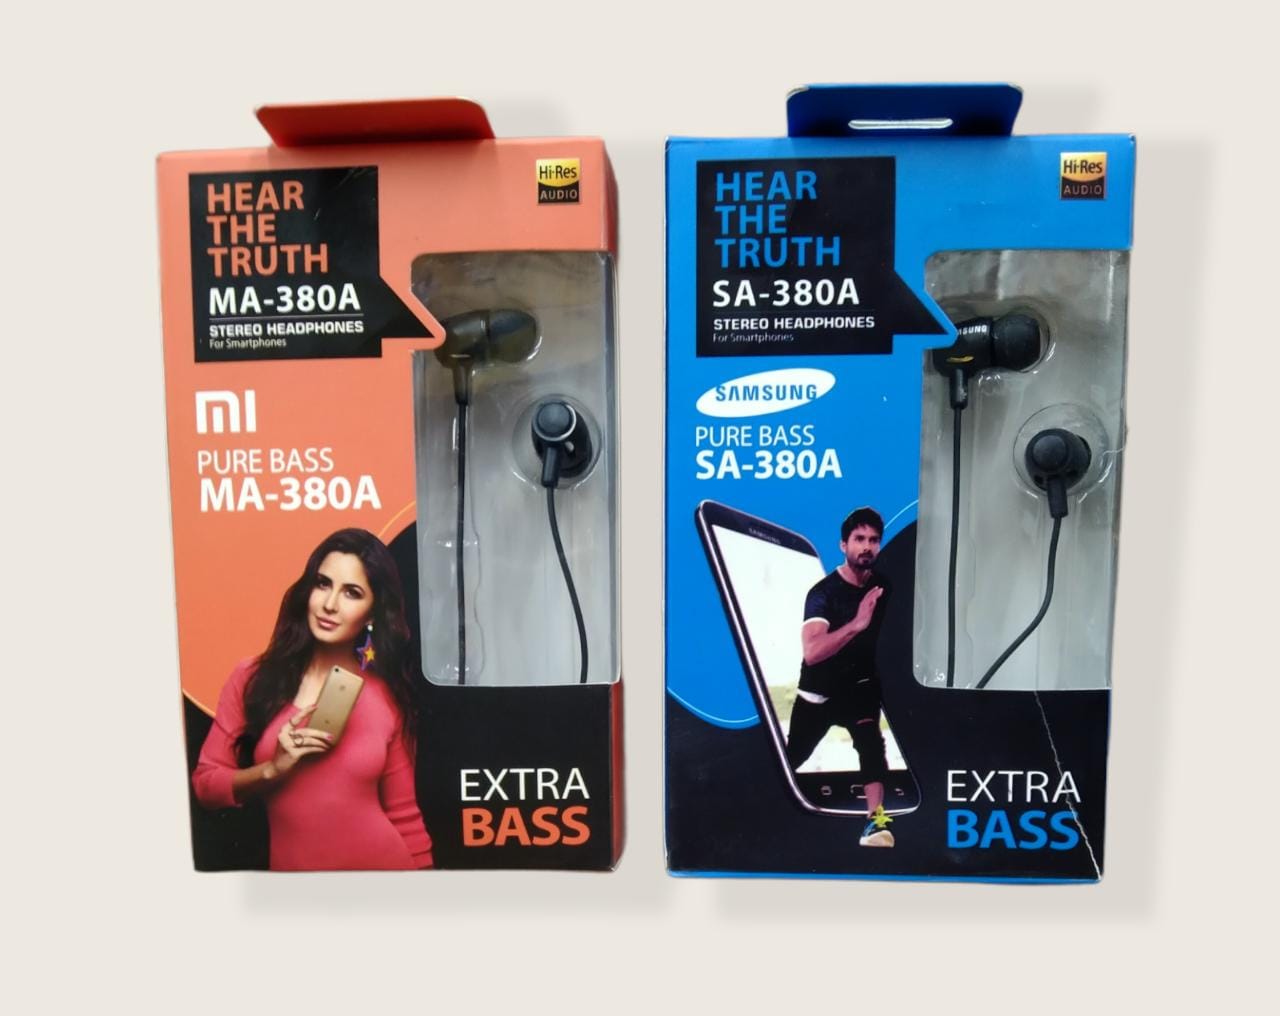 HEAR
THE
TRUTH
MA-380A
STEREO HEADPHONES
For Smartphones
Hi-Res
AUDIO
mi
PURE BASS
MA-380A
EXTRA
BASS
HEAR
THE
TRUTH
SA-380A
STEREO HEADPHONES
For Smartphones
Hi-Res
AUDIO
SAMSUNG
PURE BASS
SA-380A
SAMSUNG
EXTRA
BASS